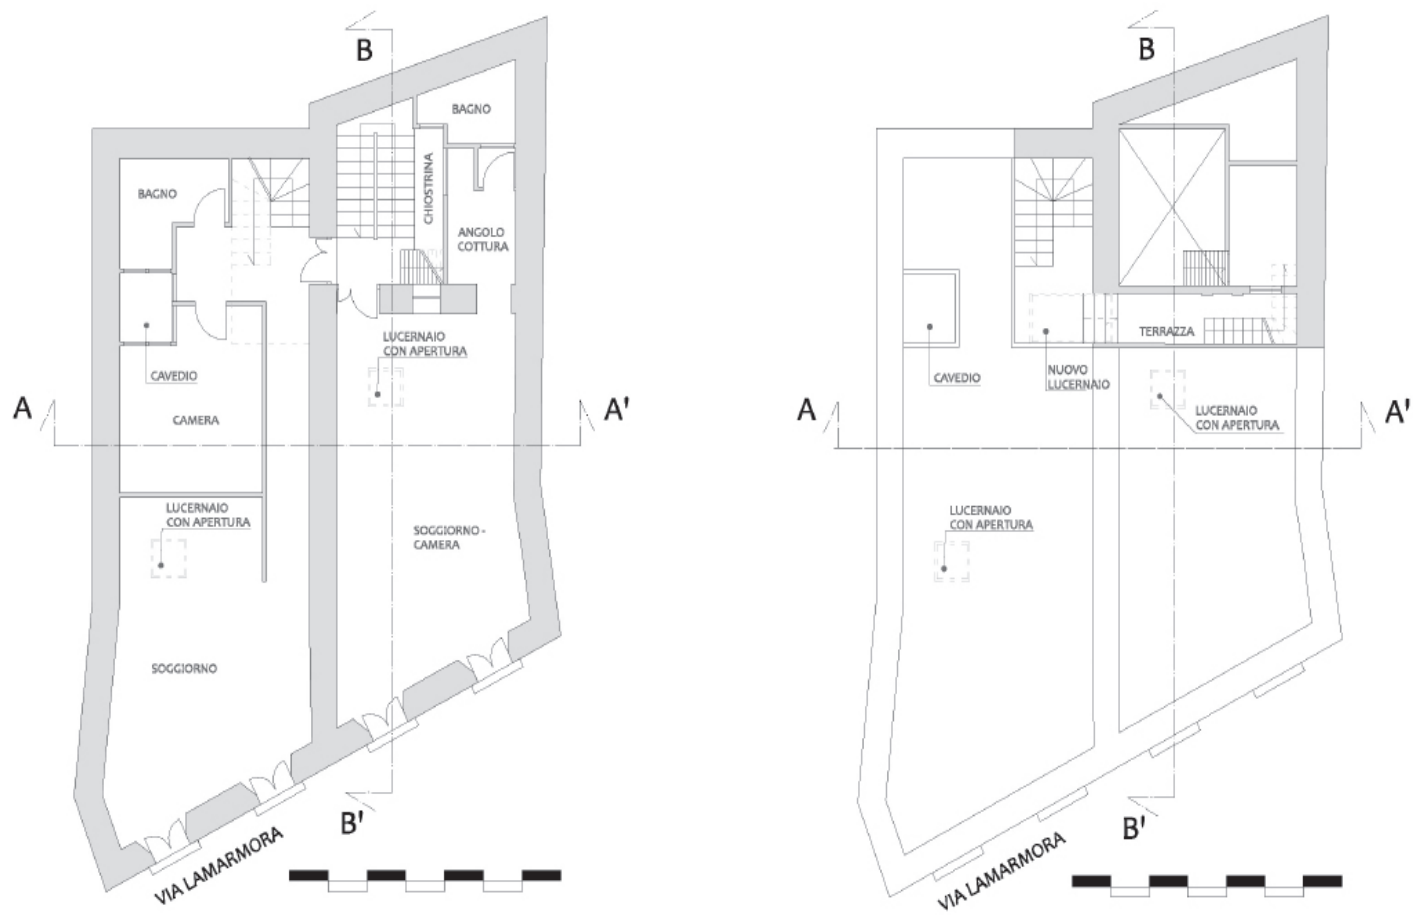 B
BAGNO
BAGNO
CHIOSTRINA
ANGOLO
COTTURA
LUCERNAIO
CON APERTURA
CAVEDIO
A
A'
CAMERA
LUCERNAIO
CON APERTURA
SOGGIORNO -
CAMERA
SOGGIORNO
B'
VIA LAMARMORA
B
TERRAZZA
CAVEDIO
NUOVO
LUCERNAIO
A
A'
LUCERNAIO
CON APERTURA
LUCERNAIO
CON APERTURA
B'
VIA LAMARMORA